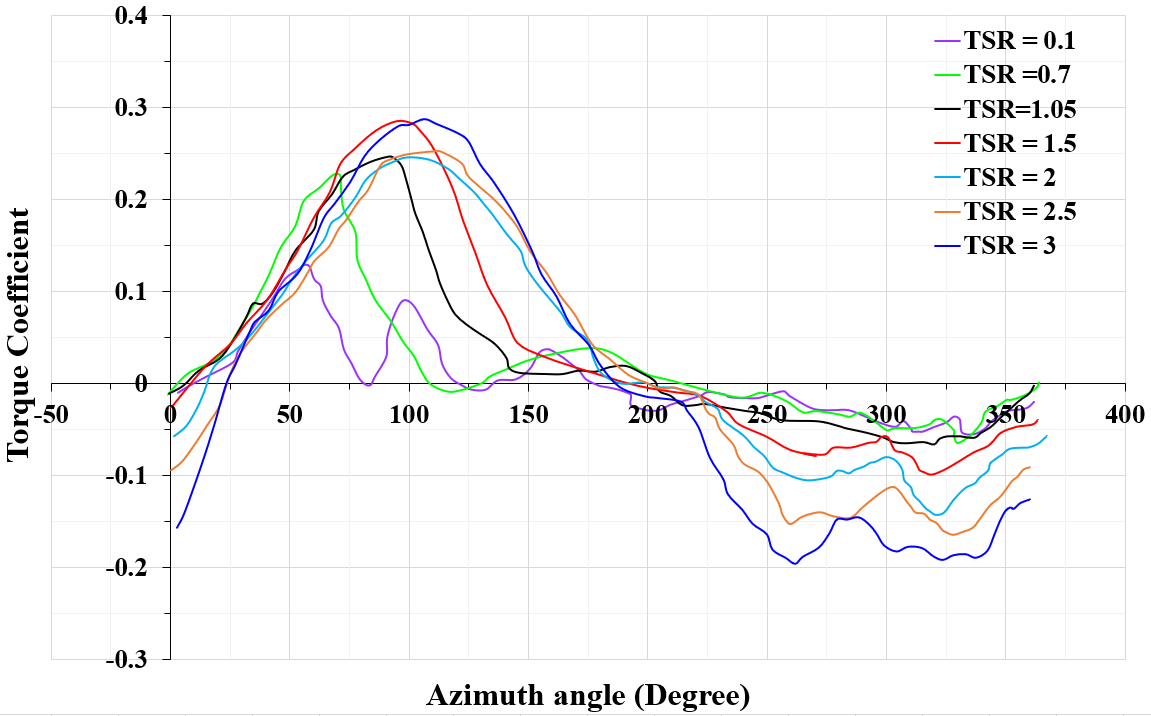 0.4
0.3
0.2
0.1
0
-0.1
-0.2
-0.3
-50 0 50 100 150 200 250 300 350 400
Torque Coefficient
Azimuth angle (Degree)
TSR = 0.1
TSR =0.7
TSR=1.05
TSR = 1.5
TSR = 2
TSR = 2.5
TSR = 3